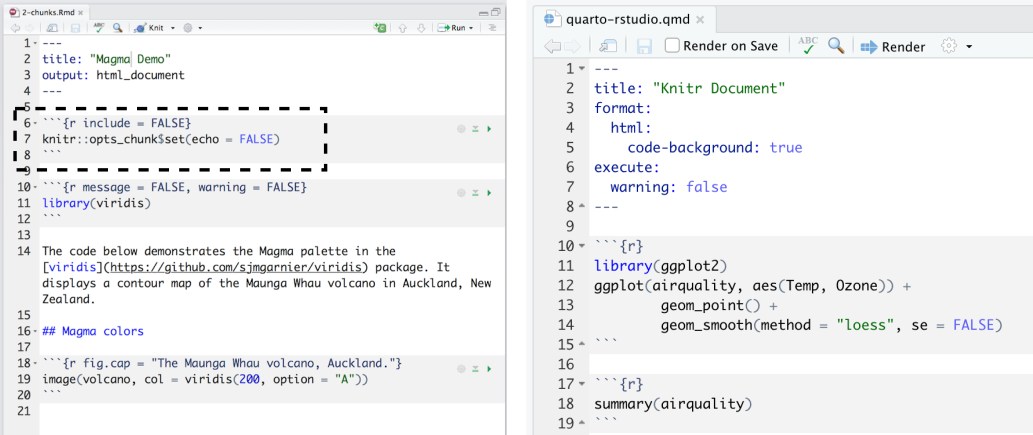 2-chunks.Rmd
Knit
Run
1 ---
2 title: "Magma Demo"
3 output: html_document
4 ---
5
6 ```{r include = FALSE}
7 knitr::opts_chunk$set(echo = FALSE)
8 ```
9
10 ```{r message = FALSE, warning = FALSE}
11 library(viridis)
12 ```
13
14 The code below demonstrates the Magma palette in the
[viridis](https://github.com/sjmgarnier/viridis) package. It
displays a contour map of the Maunga Whau volcano in Auckland, New
Zealand.
15
16 ## Magma colors
17
18 ```{r fig.cap = "The Maunga Whau volcano, Auckland."}
19 image(volcano, col = viridis(200, option = "A"))
20 ```
21
quarto-rstudio.qmd
Render on Save ABC Render
1 ---
2 title: "Knitr Document"
3 format:
4 html:
5 code-background: true
6 execute:
7 warning: false
8 ---
9
10 ```{r}
11 library(ggplot2)
12 ggplot(airquality, aes(Temp, Ozone)) +
13 geom_point() +
14 geom_smooth(method = "loess", se = FALSE)
15 ```
16
17 ```{r}
18 summary(airquality)
19 ```